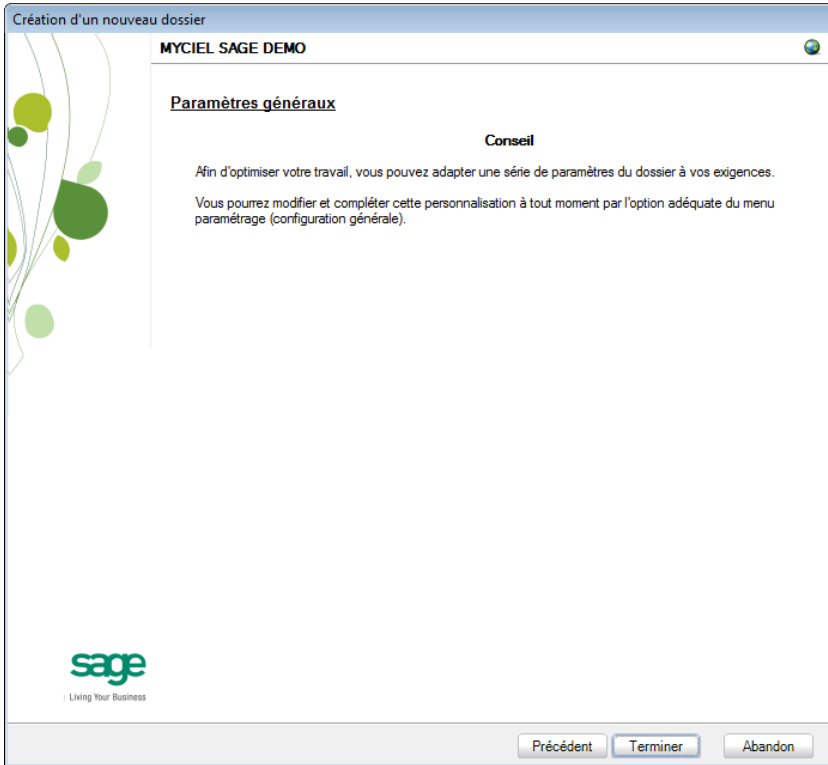 Création d'un nouveau dossier
MYCIEL SAGE DEMO
Paramètres généraux
Conseil
Afin d'optimiser votre travail, vous pouvez adapter une série de paramètres du dossier à vos exigences.
Vous pourrez modifier et compléter cette personnalisation à tout moment par l'option adéquate du menu
paramétrage (configuration générale).
sage
Living Your Business
Précédent
Terminer
Abandon